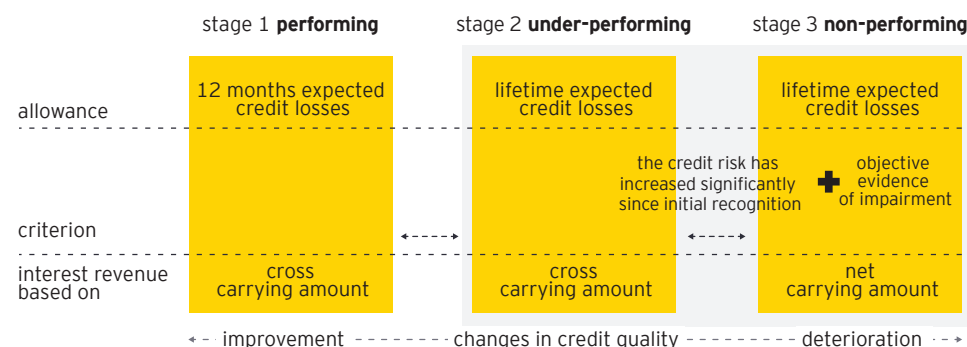 stage 1 performing
stage 2 under-performing
stage 3 non-performing
allowance
12 months expected
credit losses
lifetime expected
credit losses
lifetime expected
credit losses
criterion
the credit risk has
increased significantly
since initial recognition
objective
evidence
of impairment
interest revenue
based on
cross
carrying amount
cross
carrying amount
net
carrying amount
improvement
changes in credit quality
deterioration